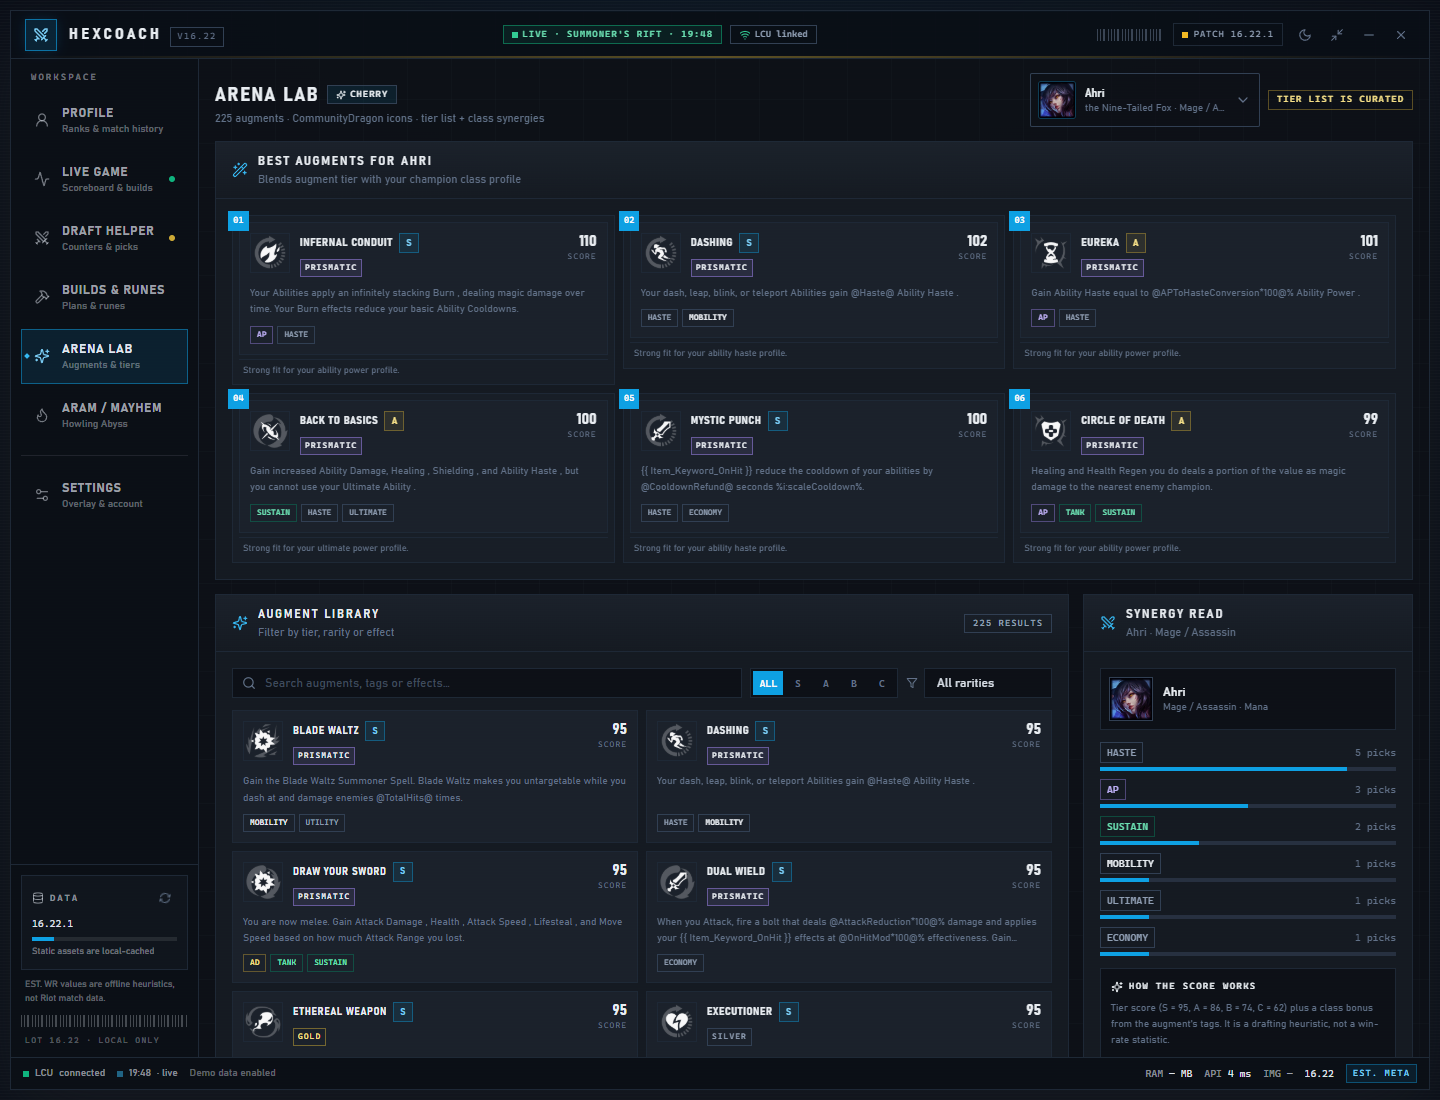 HEXCOACH V16.22
LIVE · SUMMONER'S RIFT · 19:48
LCU linked
PATCH 16.22.1
WORKSPACE
PROFILE
Ranks & match history
LIVE GAME
Scoreboard & builds
DRAFT HELPER
Counters & picks
BUILDS & RUNES
Plans & runes
ARENA LAB
Augments & tiers
ARAM / MAYHEM
Howling Abyss
SETTINGS
Overlay & account
DATA
16.22.1
Static assets are local-cached
EST. WR values are offline heuristics,
not Riot match data.
LOT 16.22 · LOCAL ONLY
ARENA LAB CHERRY
225 augments · CommunityDragon icons · tier list + class synergies
Ahri
the Nine-Tailed Fox · Mage / A...
TIER LIST IS CURATED
BEST AUGMENTS FOR AHRI
Blends augment tier with your champion class profile
01
INFERNAL CONDUIT S
110
SCORE
PRISMATIC
Your Abilities apply an infinitely stacking Burn , dealing magic damage over
time. Your Burn effects reduce your basic Ability Cooldowns.
AP HASTE
Strong fit for your ability power profile.
02
DASHING S
102
SCORE
PRISMATIC
Your dash, leap, blink, or teleport Abilities gain @Haste@ Ability Haste .
HASTE MOBILITY
Strong fit for your ability haste profile.
03
EUREKA A
101
SCORE
PRISMATIC
Gain Ability Haste equal to @APToHasteConversion*100@% Ability Power .
AP HASTE
Strong fit for your ability power profile.
04
BACK TO BASICS A
100
SCORE
PRISMATIC
Gain increased Ability Damage, Healing , Shielding , and Ability Haste , but
you cannot use your Ultimate Ability .
SUSTAIN HASTE ULTIMATE
Strong fit for your ultimate power profile.
05
MYSTIC PUNCH S
100
SCORE
PRISMATIC
{{ Item_Keyword_OnHit }} reduce the cooldown of your abilities by
@CooldownRefund@ seconds %i:scaleCooldown%.
HASTE ECONOMY
Strong fit for your ability haste profile.
06
CIRCLE OF DEATH A
99
SCORE
PRISMATIC
Healing and Health Regen you do deals a portion of the value as magic
damage to the nearest enemy champion.
AP TANK SUSTAIN
Strong fit for your ability power profile.
AUGMENT LIBRARY
Filter by tier, rarity or effect
225 RESULTS
Search augments, tags or effects...
ALL S A B C
All rarities
BLADE WALTZ S
95
SCORE
PRISMATIC
Gain the Blade Waltz Summoner Spell. Blade Waltz makes you untargetable while you
dash at and damage enemies @TotalHits@ times.
MOBILITY UTILITY
DASHING S
95
SCORE
PRISMATIC
Your dash, leap, blink, or teleport Abilities gain @Haste@ Ability Haste .
HASTE MOBILITY
DRAW YOUR SWORD S
95
SCORE
PRISMATIC
You are now melee. Gain Attack Damage , Health , Attack Speed , Lifesteal , and Move
Speed based on how much Attack Range you lost.
AD TANK SUSTAIN
DUAL WIELD S
95
SCORE
PRISMATIC
When you Attack, fire a bolt that deals @AttackReduction*100@% damage and applies
your {{ Item_Keyword_OnHit }} effects at @OnHitMod*100@% effectiveness. Gain...
ECONOMY
ETHEREAL WEAPON S
95
SCORE
GOLD
EXECUTIONER S
95
SCORE
SILVER
SYNERGY READ
Ahri · Mage / Assassin
Ahri
Mage / Assassin · Mana
HASTE 5 picks
AP 3 picks
SUSTAIN 2 picks
MOBILITY 1 picks
ULTIMATE 1 picks
ECONOMY 1 picks
HOW THE SCORE WORKS
Tier score (S = 95, A = 86, B = 74, C = 62) plus a class bonus
from the augment's tags. It is a drafting heuristic, not a win-
rate statistic.
LCU connected
19:48 · live
Demo data enabled
RAM — MB API 4 ms IMG — 16.22 EST. META